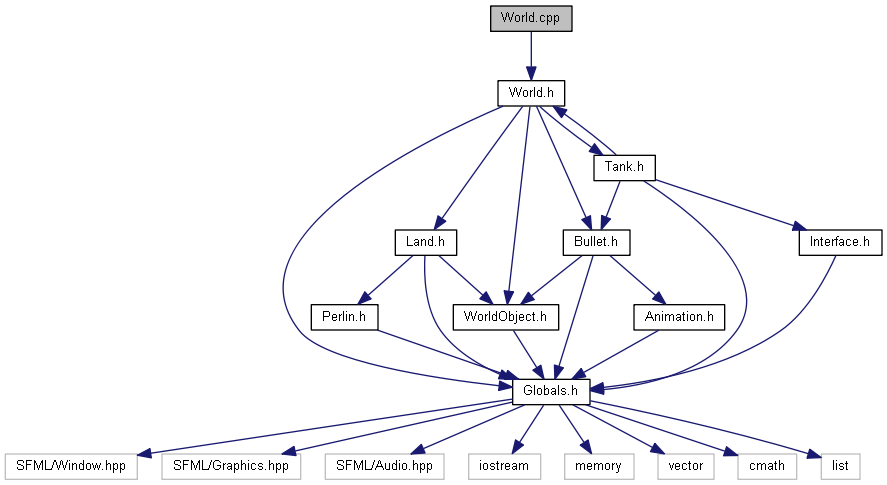 World.cpp
World.h
Tank.h
Land.h
Bullet.h
Interface.h
Perlin.h
WorldObject.h
Animation.h
Globals.h
SFML/Window.hpp
SFML/Graphics.hpp
SFML/Audio.hpp
iostream
memory
vector
cmath
list